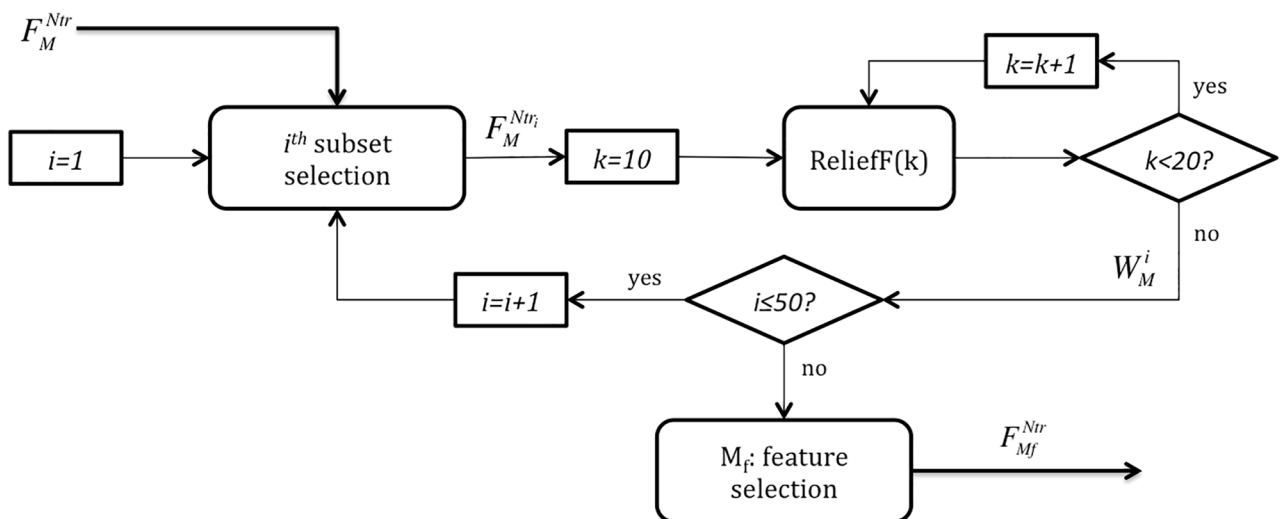 F_M^{Ntr}
k=k+1
yes
i=1
i^{th} subset
selection
F_M^{Ntr_i}
k=10
ReliefF(k)
k<20?
no
W_M^i
i=i+1
yes
i≤50?
no
M_f: feature
selection
F_{Mf}^{Ntr}